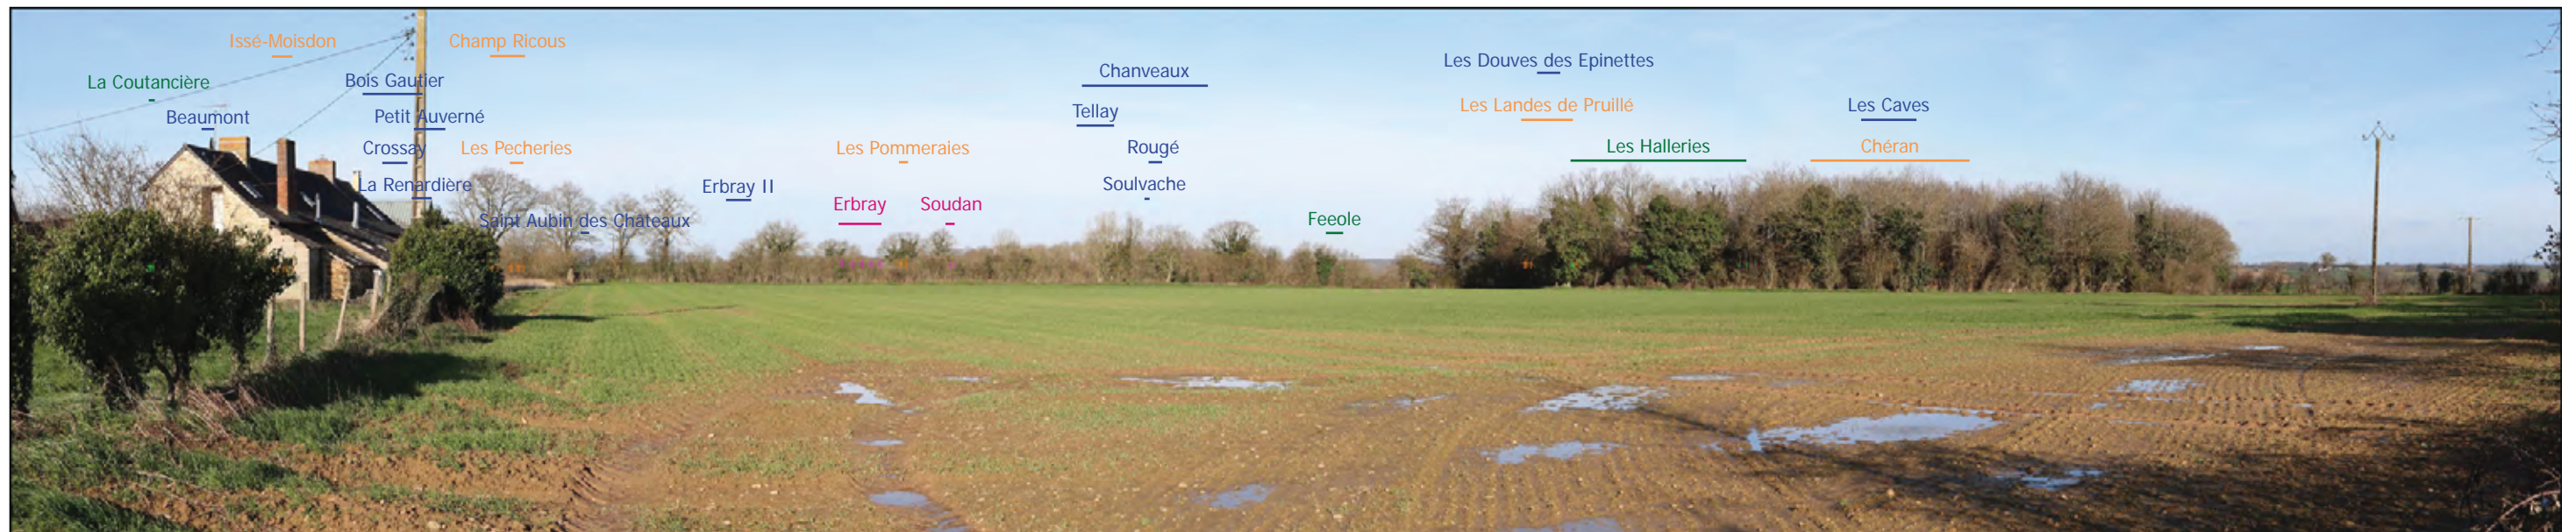 Issé-Moisdon
Champ Ricous
Les Douves des Epinettes
Chanveaux
La Coutancière
Bois Gautier
Les Landes de Pruillé
Les Caves
Tellay
Beaumont
Petit Auverné
Crossay
Les Pecheries
Les Pommeraies
Rougé
Les Halleries
Chéran
La Renardière
Erbray II
Soulvache
Erbray
Soudan
Saint Aubin des Châteaux
Feeole